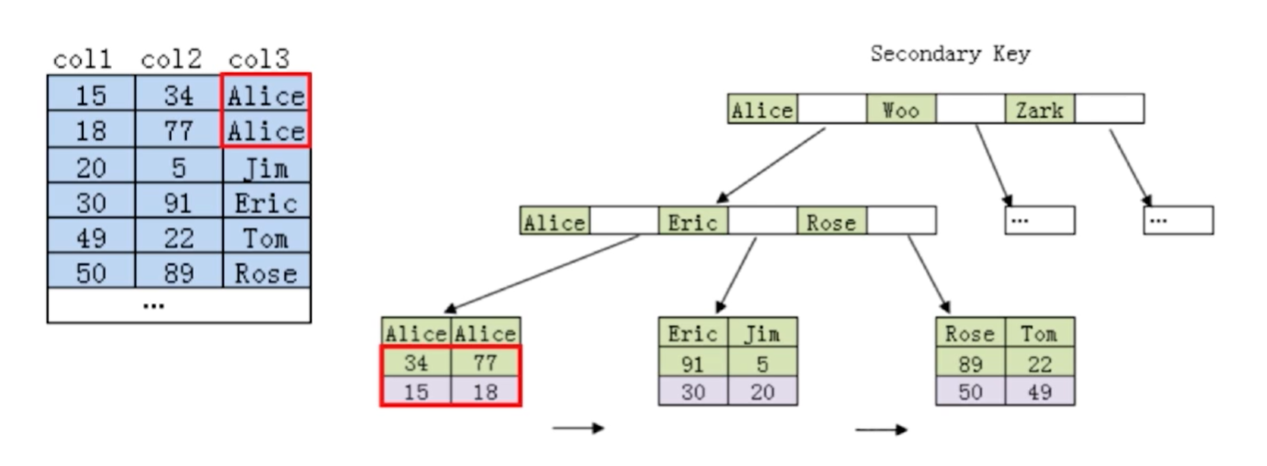 col1 col2 col3
15 34 Alice
18 77 Alice
20 5 Jim
30 91 Eric
49 22 Tom
50 89 Rose
...
Secondary Key
Alice Woo Zark
Alice Eric Rose
...
...
Alice Alice
34 77
15 18
Eric Jim
91 5
30 20
Rose Tom
89 22
50 49